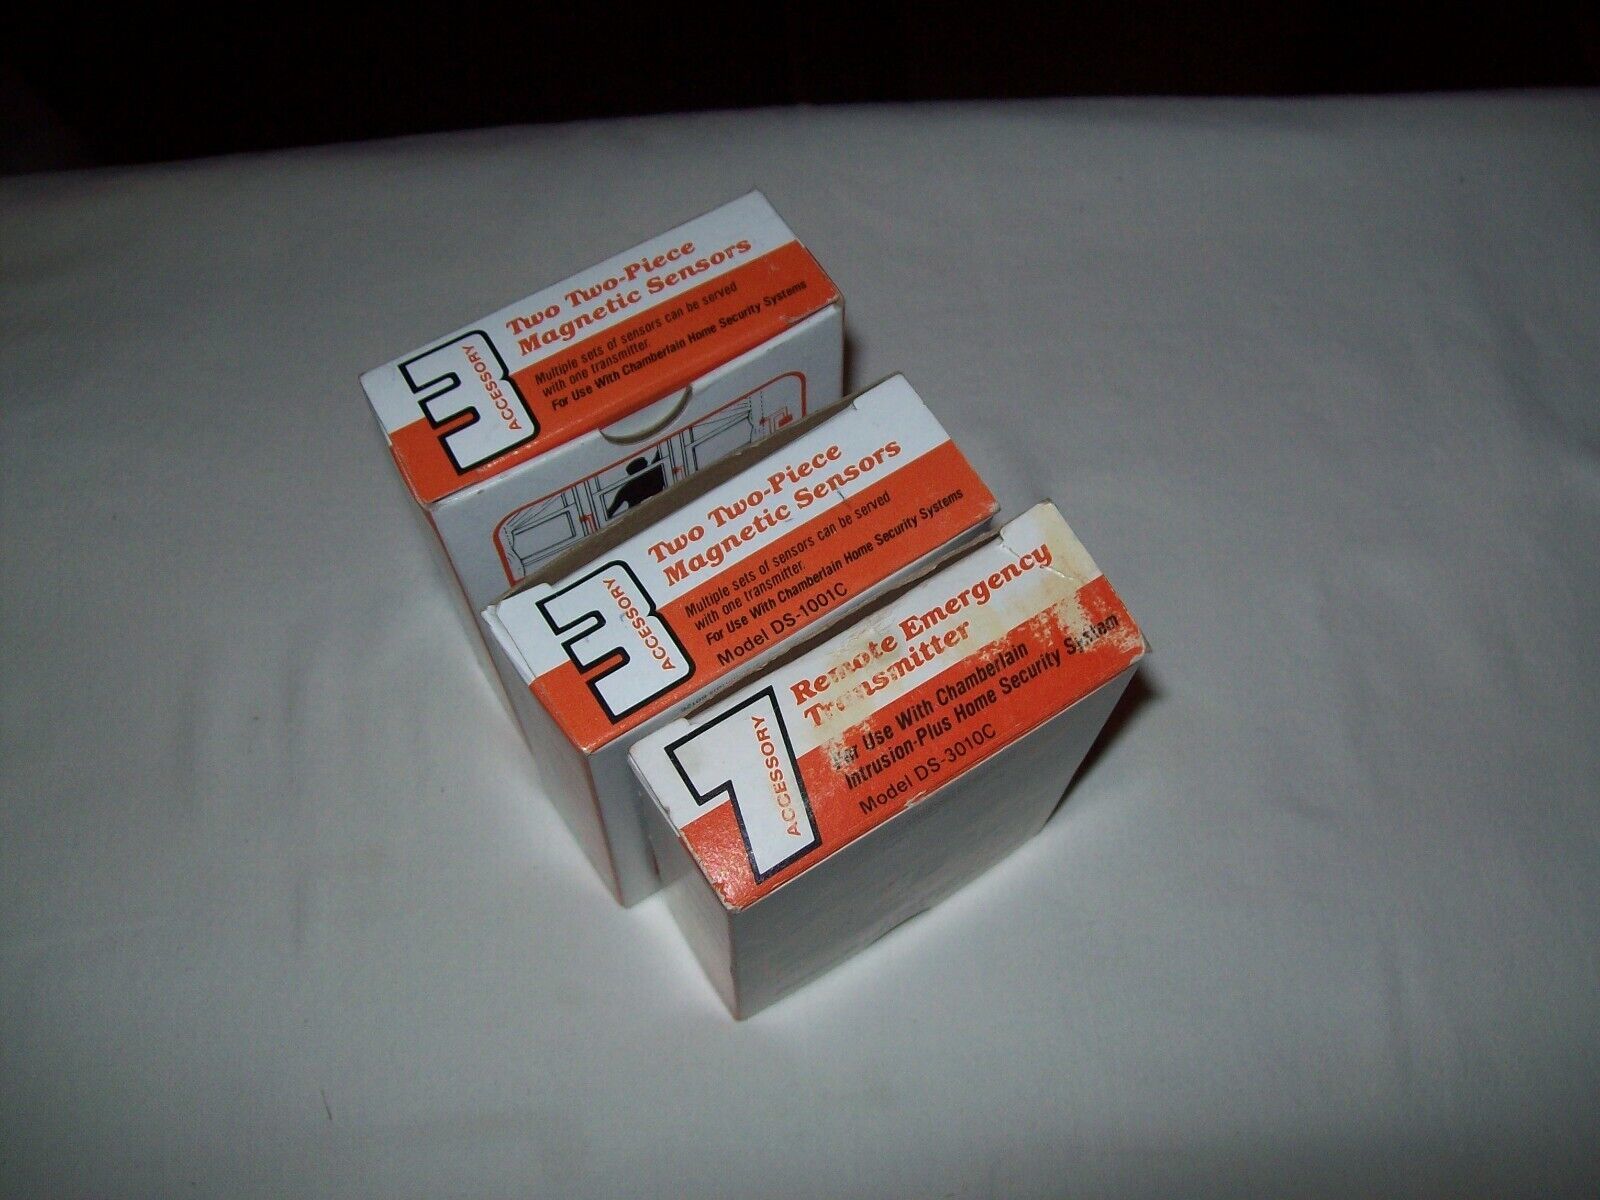 3
ACCESSORY
Two Two-Piece
Magnetic Sensors
Multiple sets of sensors can be served
with one transmitter.
For Use With Chamberlain Home Security Systems
3
ACCESSORY
Two Two-Piece
Magnetic Sensors
Multiple sets of sensors can be served
with one transmitter.
For Use With Chamberlain Home Security Systems
Model DS-1001C
7
ACCESSORY
Remote Emergency
Transmitter
For Use With Chamberlain
Intrusion-Plus Home Security System
Model DS-3010C